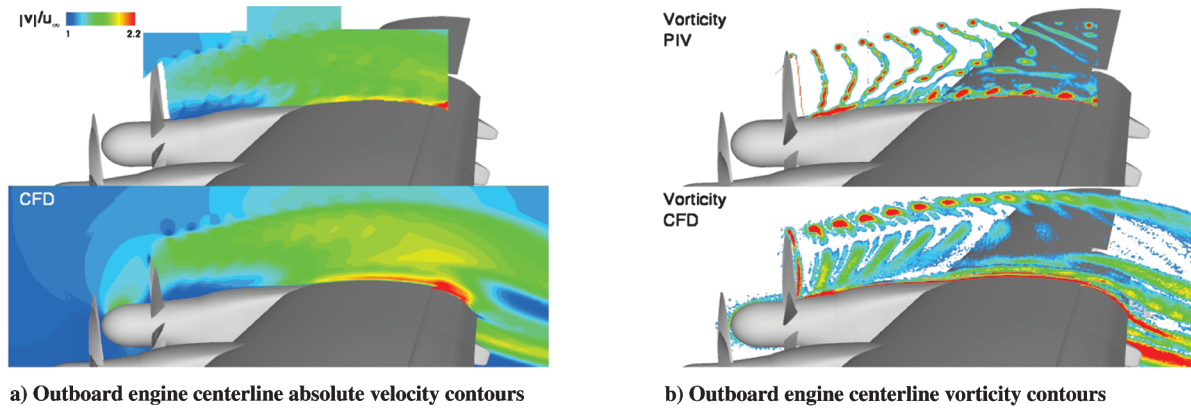 |v|/u∞
1 2.2
CFD
a) Outboard engine centerline absolute velocity contours
Vorticity
PIV
Vorticity
CFD
b) Outboard engine centerline vorticity contours